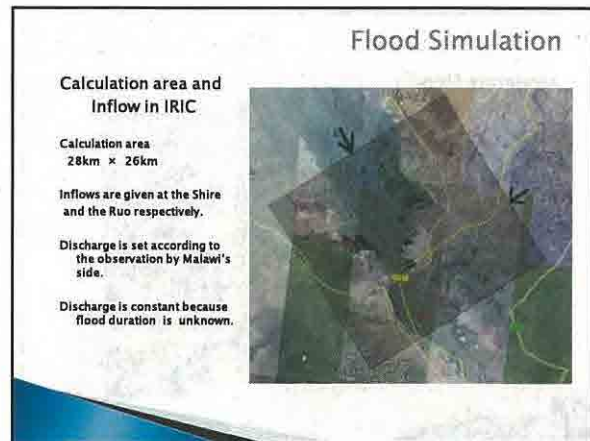 Flood Simulation
Calculation area and
Inflow in IRIC
Calculation area
28km × 26km
Inflows are given at the Shire
and the Ruo respectively.
Discharge is set according to
the observation by Malawi's
side.
Discharge is constant because
flood duration is unknown.